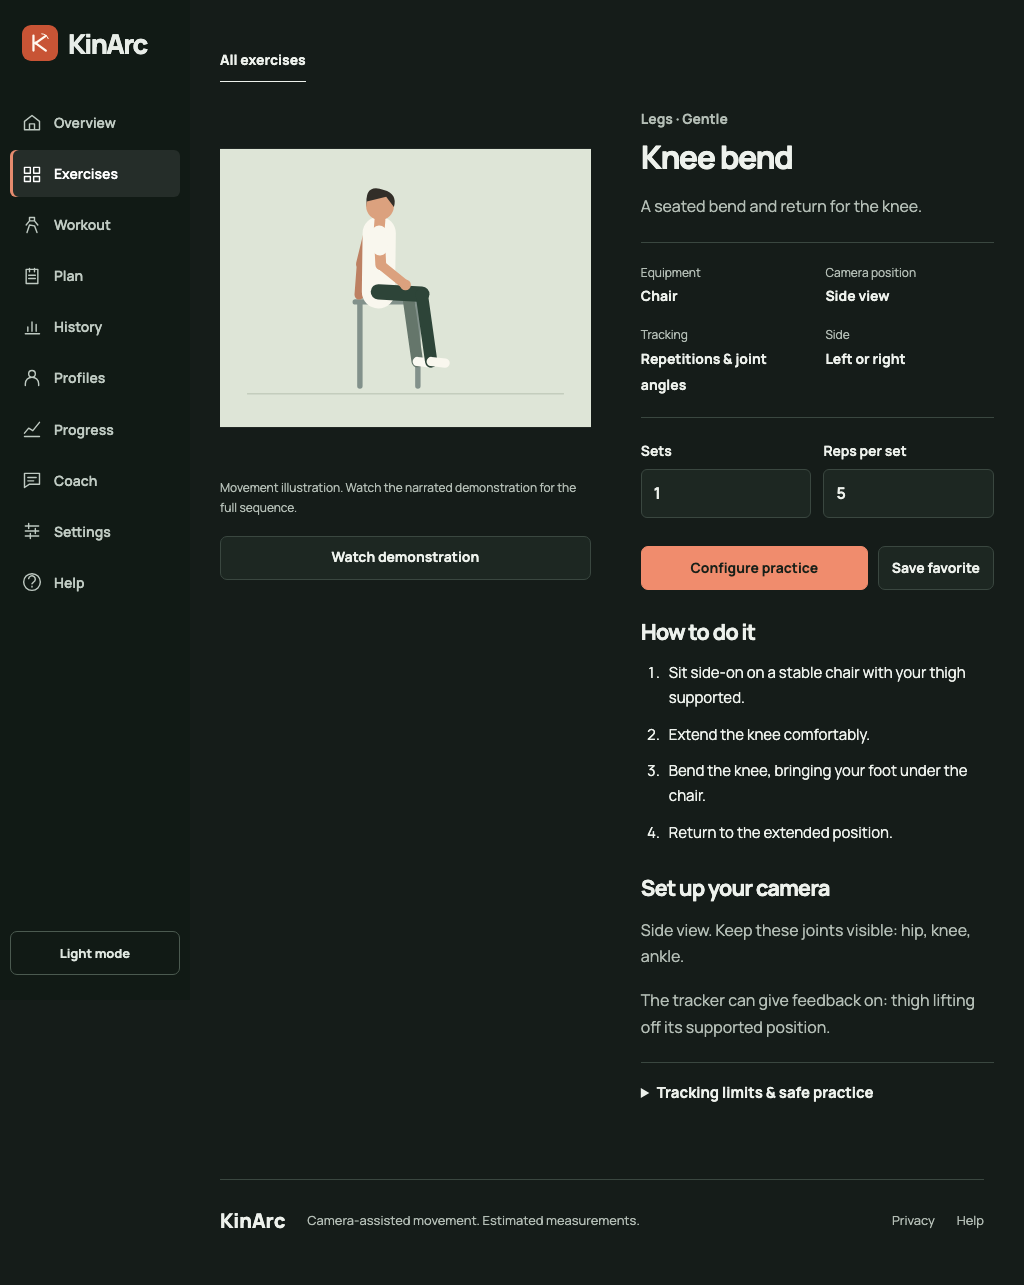 KinArc
Overview
Exercises
Workout
Plan
History
Profiles
Progress
Coach
Settings
Help
Light mode
All exercises
Movement illustration. Watch the narrated demonstration for the
full sequence.
Watch demonstration
Legs · Gentle
Knee bend
A seated bend and return for the knee.
Equipment
Chair
Camera position
Side view
Tracking
Repetitions & joint
angles
Side
Left or right
Sets
1
Reps per set
5
Configure practice
Save favorite
How to do it
1. Sit side-on on a stable chair with your thigh
supported.
2. Extend the knee comfortably.
3. Bend the knee, bringing your foot under the
chair.
4. Return to the extended position.
Set up your camera
Side view. Keep these joints visible: hip, knee,
ankle.
The tracker can give feedback on: thigh lifting
off its supported position.
Tracking limits & safe practice
KinArc
Camera-assisted movement. Estimated measurements.
Privacy
Help